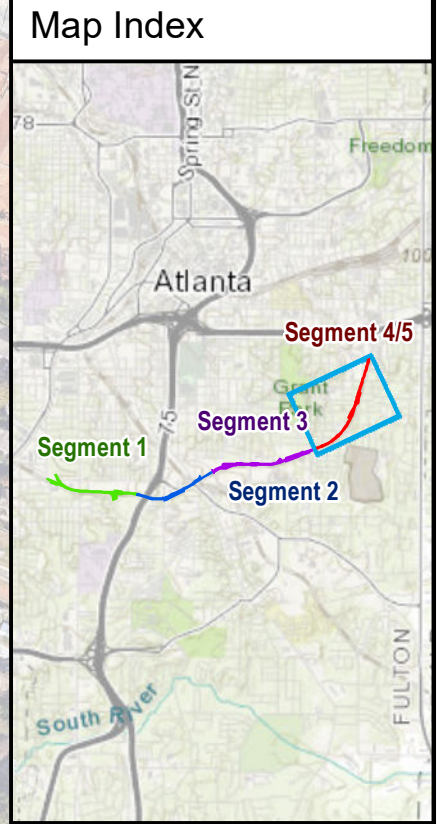 Map Index
78
Spring St N
Freedom
100
Atlanta
Segment 4/5
Grant
Park
75
Segment 3
Segment 1
Segment 2
FULTON
South River